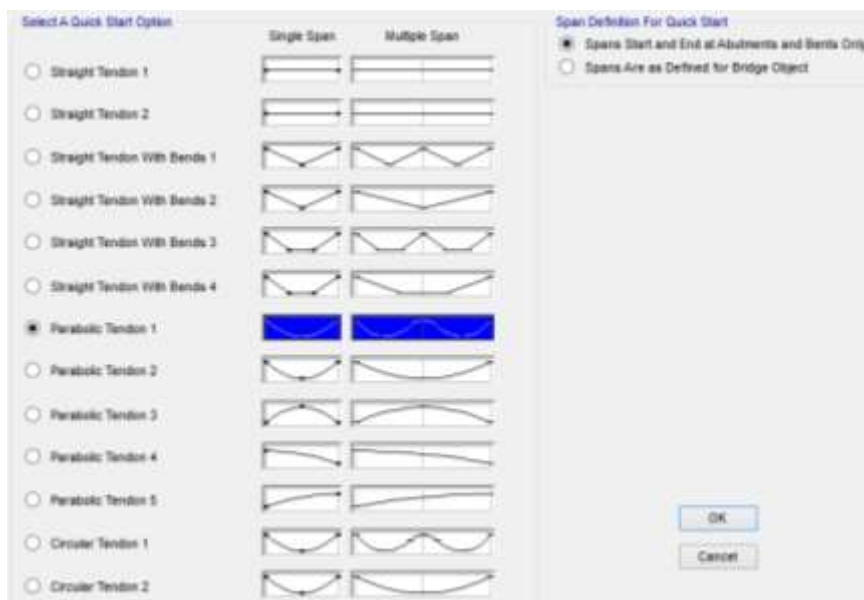 Select A Quick Start Option
Single Span
Multiple Span
Straight Tendon 1
Straight Tendon 2
Straight Tendon With Bends 1
Straight Tendon With Bends 2
Straight Tendon With Bends 3
Straight Tendon With Bends 4
Parabolic Tendon 1
Parabolic Tendon 2
Parabolic Tendon 3
Parabolic Tendon 4
Parabolic Tendon 5
Circular Tendon 1
Circular Tendon 2
Span Definition For Quick Start
Spans Start and End at Abutments and Bents Only
Spans Are as Defined for Bridge Object
OK
Cancel